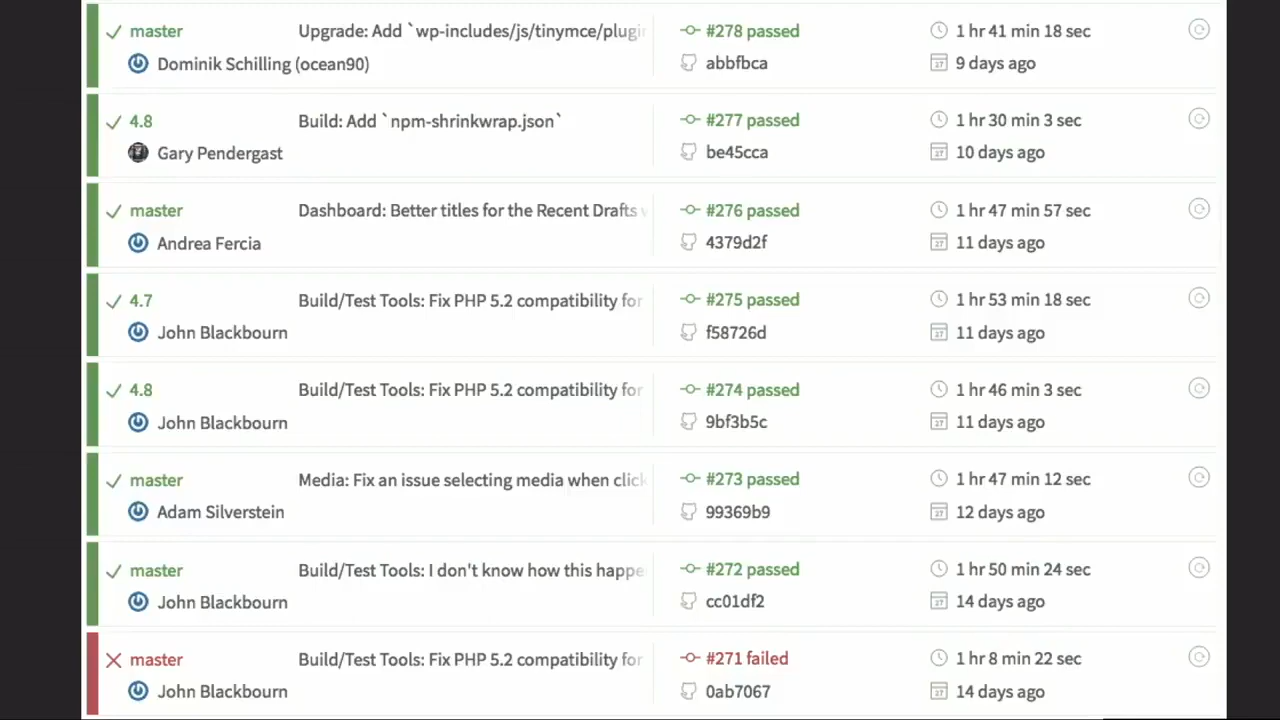 master Upgrade: Add `wp-includes/js/tinymce/plugi #278 passed 1 hr 41 min 18 sec
Dominik Schilling (ocean90) abbfbca 9 days ago
4.8 Build: Add `npm-shrinkwrap.json` #277 passed 1 hr 30 min 3 sec
Gary Pendergast be45cca 10 days ago
master Dashboard: Better titles for the Recent Drafts #276 passed 1 hr 47 min 57 sec
Andrea Fercia 4379d2f 11 days ago
4.7 Build/Test Tools: Fix PHP 5.2 compatibility for #275 passed 1 hr 53 min 18 sec
John Blackbourn f58726d 11 days ago
4.8 Build/Test Tools: Fix PHP 5.2 compatibility for #274 passed 1 hr 46 min 3 sec
John Blackbourn 9bf3b5c 11 days ago
master Media: Fix an issue selecting media when click #273 passed 1 hr 47 min 12 sec
Adam Silverstein 99369b9 12 days ago
master Build/Test Tools: I don't know how this happe #272 passed 1 hr 50 min 24 sec
John Blackbourn cc01df2 14 days ago
master Build/Test Tools: Fix PHP 5.2 compatibility for #271 failed 1 hr 8 min 22 sec
John Blackbourn 0ab7067 14 days ago